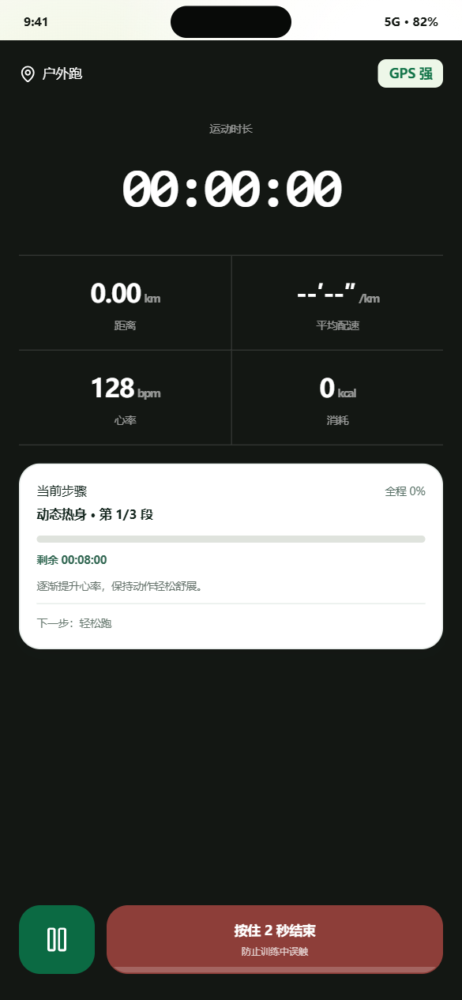 9:41
5G • 82%
户外跑
GPS 强
运动时长
00:00:00
0.00 km
--′--″ /km
距离
平均配速
128 bpm
0 kcal
心率
消耗
当前步骤
全程 0%
动态热身 • 第 1/3 段
剩余 00:08:00
逐渐提升心率，保持动作轻松舒展。
下一步：轻松跑
按住 2 秒结束
防止训练中误触